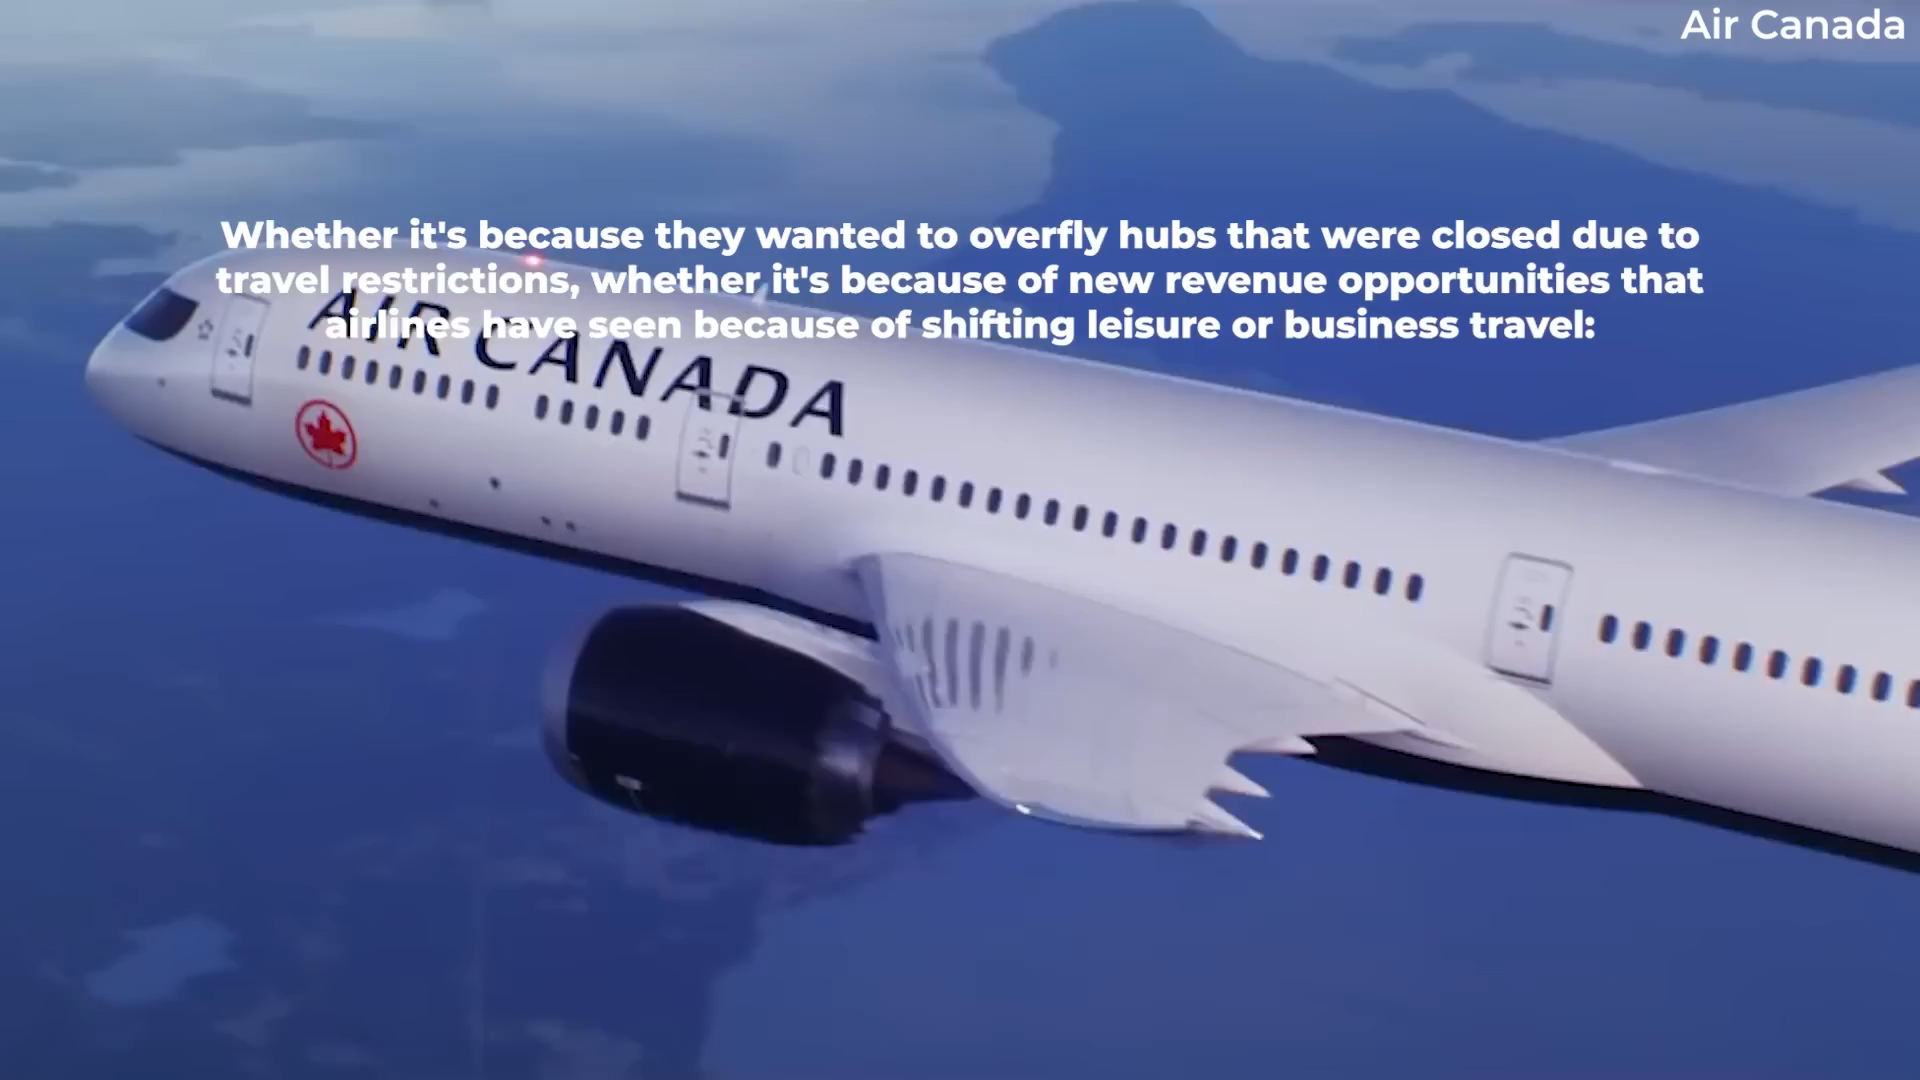 Air Canada
Whether it's because they wanted to overfly hubs that were closed due to
travel restrictions, whether it's because of new revenue opportunities that
airlines have seen because of shifting leisure or business travel:
AIR CANADA